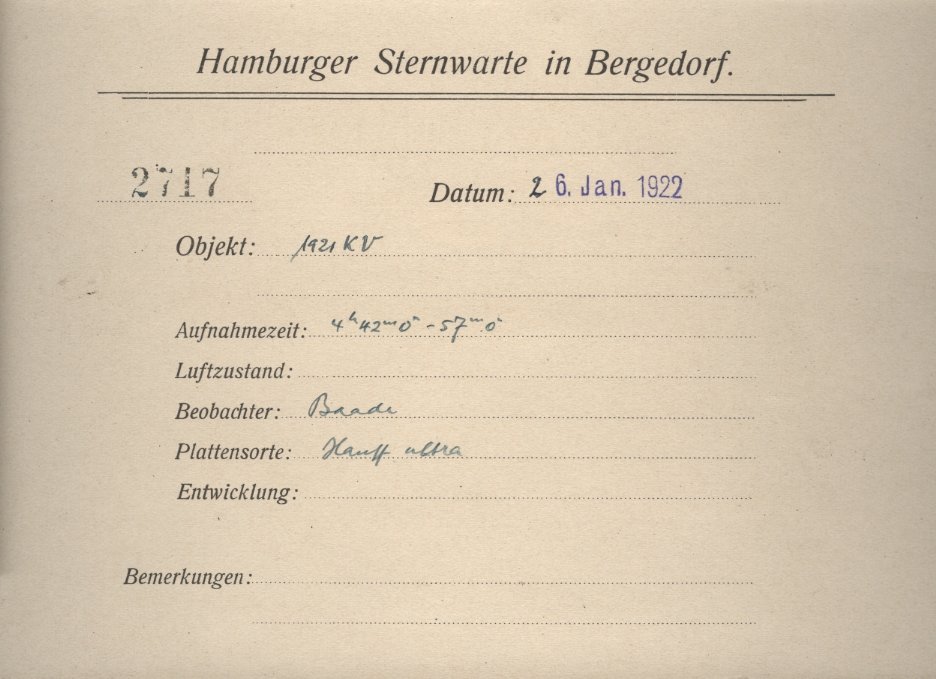 Hamburger Sternwarte in Bergedorf.
2717 Datum: 26. Jan. 1922
Objekt: 1921 KV
Aufnahmezeit: 4ʰ42ᵐ0ˢ - 57ᵐ0ˢ
Luftzustand:
Beobachter: Baade
Plattensorte: Hauff ultra
Entwicklung:
Bemerkungen: